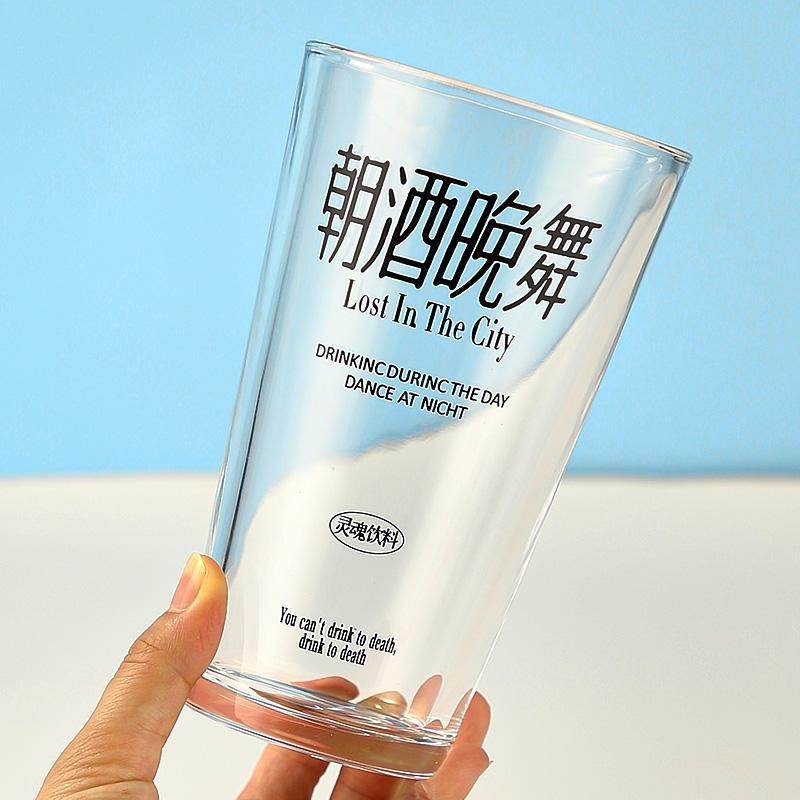 朝酒晚舞
Lost In The City
DRINKINC DURINC THE DAY
DANCE AT NICHT
灵魂饮料
You can't drink to death,
drink to death